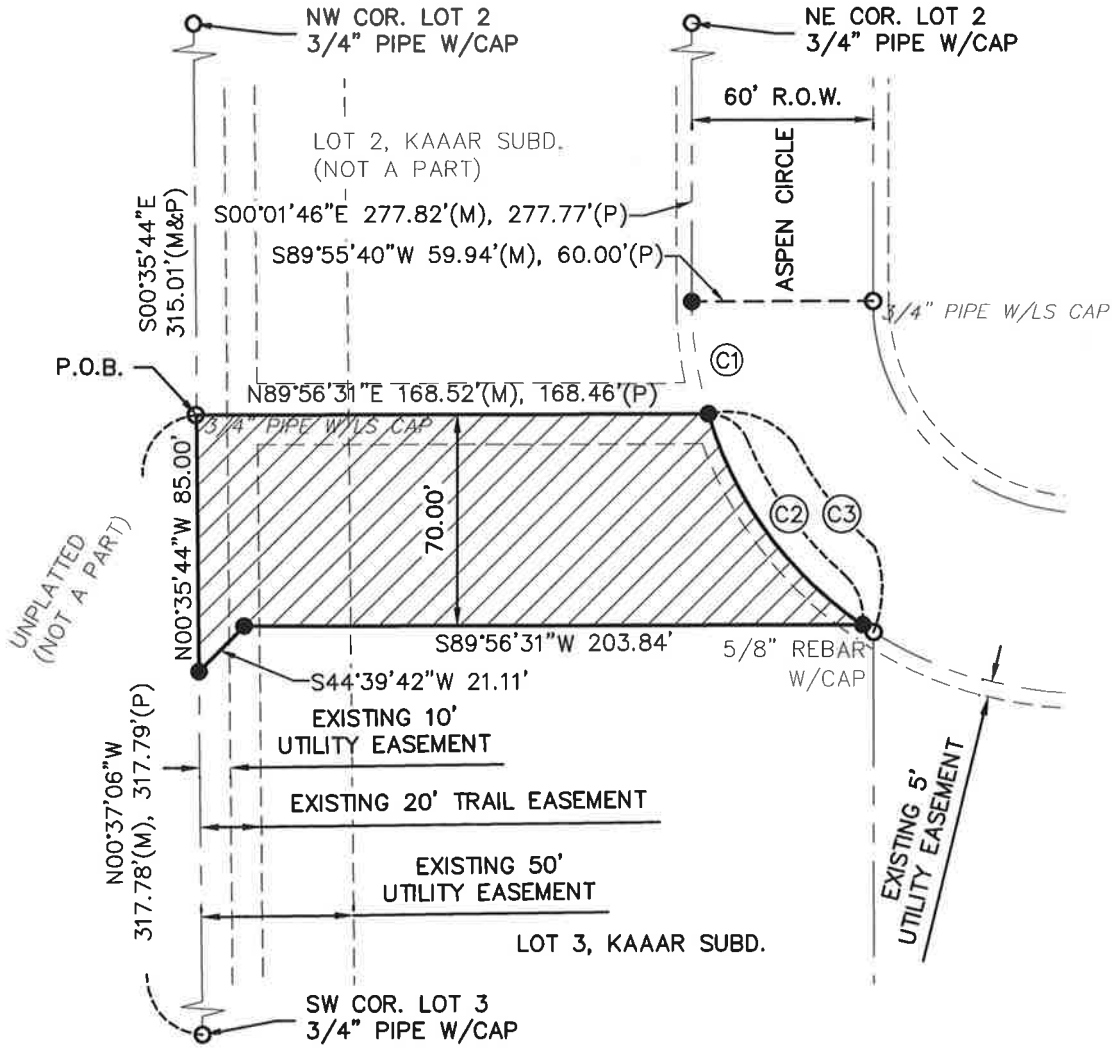 NW COR. LOT 2
3/4" PIPE W/CAP
NE COR. LOT 2
3/4" PIPE W/CAP
60' R.O.W.
LOT 2, KAAAR SUBD.
(NOT A PART)
ASPEN CIRCLE
S00°35'44"E
315.01'(M&P)
S00°01'46"E 277.82'(M), 277.77'(P)
S89°55'40"W 59.94'(M), 60.00'(P)
3/4" PIPE W/LS CAP
C1
P.O.B.
N89°56'31"E 168.52'(M), 168.46'(P)
3/4" PIPE W/LS CAP
N00°35'44"W 85.00'
70.00'
C2
C3
UNPLATTED
(NOT A PART)
S89°56'31"W 203.84'
5/8" REBAR
W/CAP
S44°39'42"W 21.11'
EXISTING 10'
UTILITY EASEMENT
N00°37'06"W
317.78'(M), 317.79'(P)
EXISTING 20' TRAIL EASEMENT
EXISTING 50'
UTILITY EASEMENT
EXISTING 5'
UTILITY EASEMENT
LOT 3, KAAAR SUBD.
SW COR. LOT 3
3/4" PIPE W/CAP